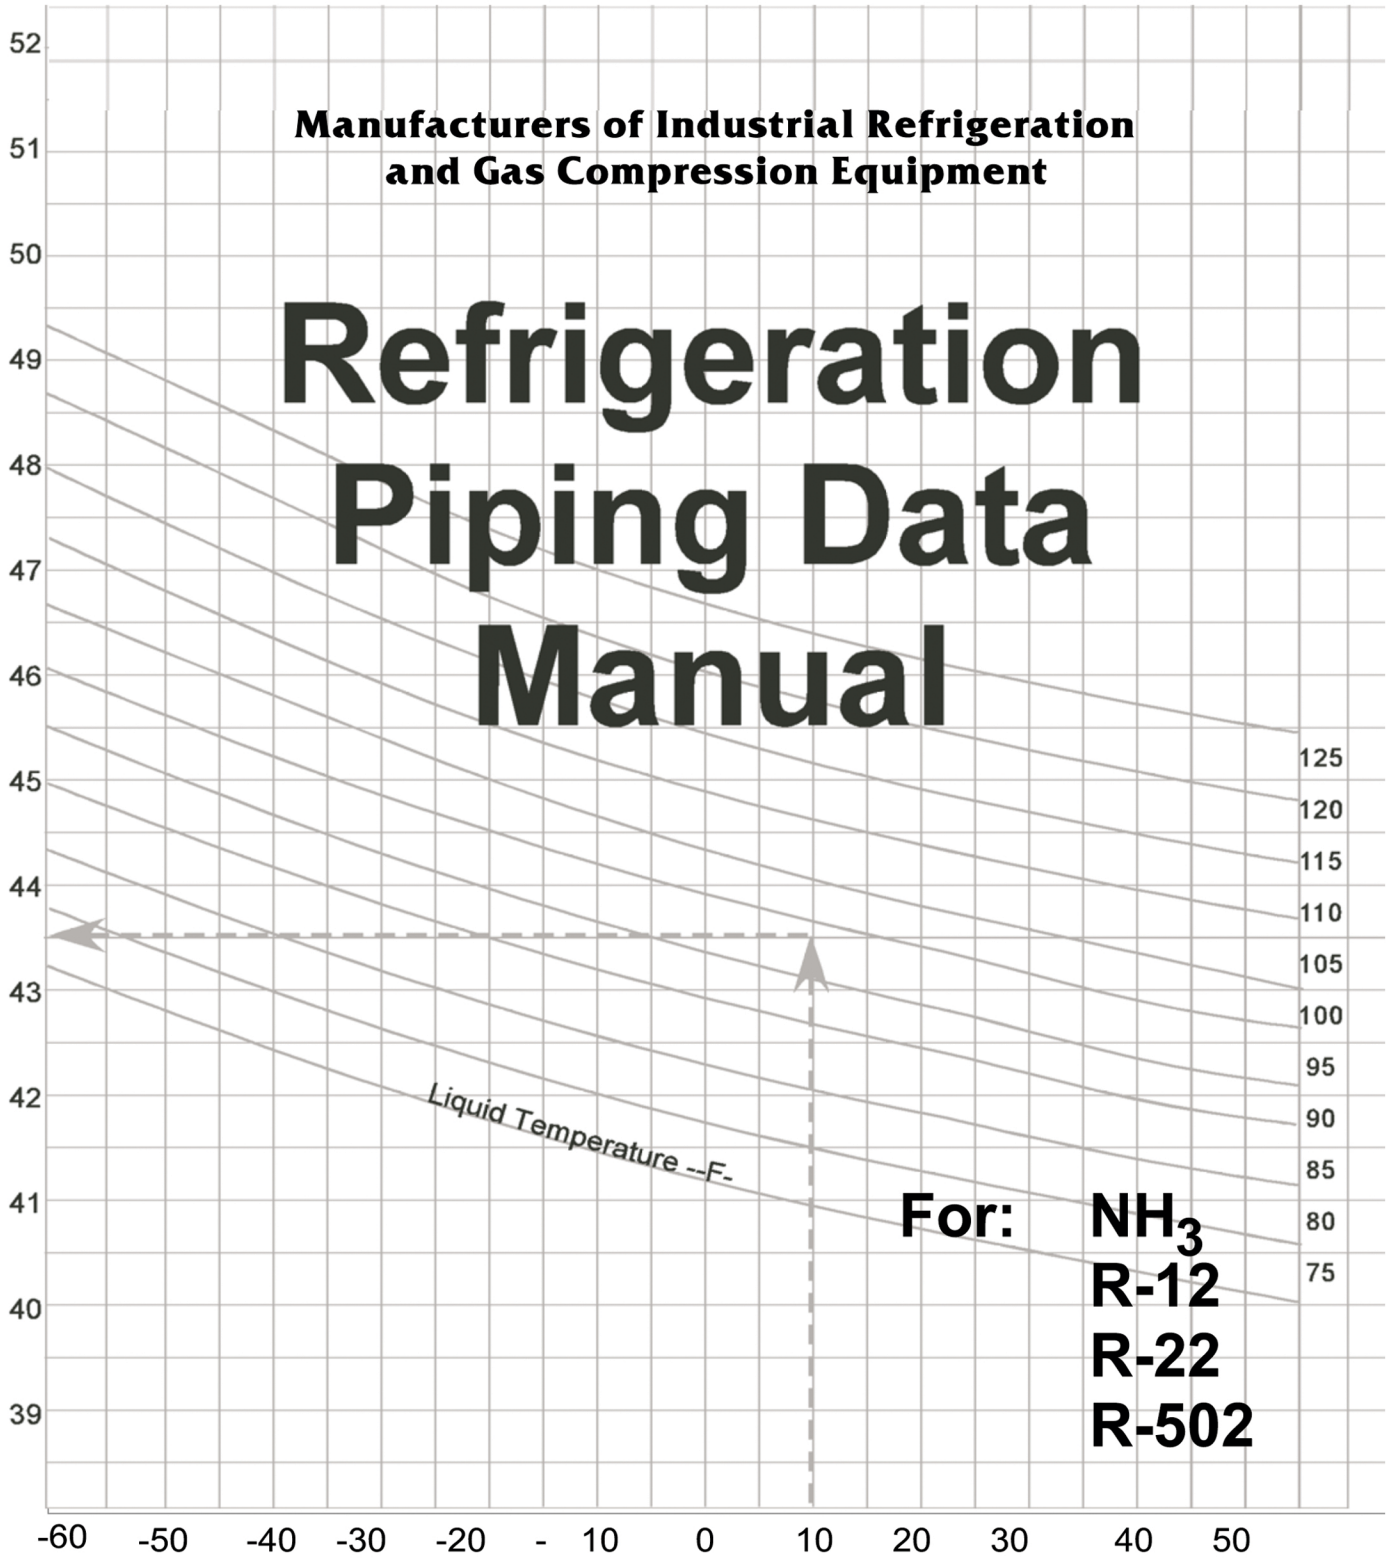 52
Manufacturers of Industrial Refrigeration
and Gas Compression Equipment
51
50
Refrigeration
49
48
Piping Data
47
Manual
46
125
45
120
115
44
110
105
43
100
95
42
Liquid Temperature --F-
90
85
41
For: NH3
80
R-12
75
40
R-22
R-502
39
-60 -50 -40 -30 -20 - 10 0 10 20 30 40 50